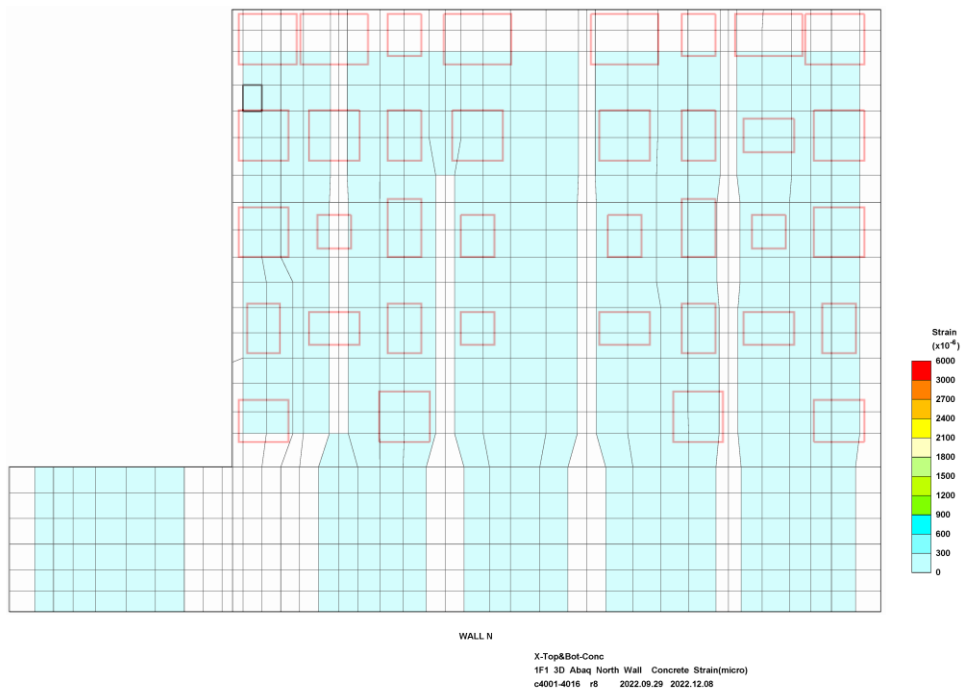 Strain
(x10⁻⁶)
6000
3000
2700
2400
2100
1800
1500
1200
900
600
300
0
WALL N
X-Top&Bot-Conc
1F1 3D Abaq North Wall Concrete Strain(micro)
c4001-4016 r8 2022.09.29 2022.12.08